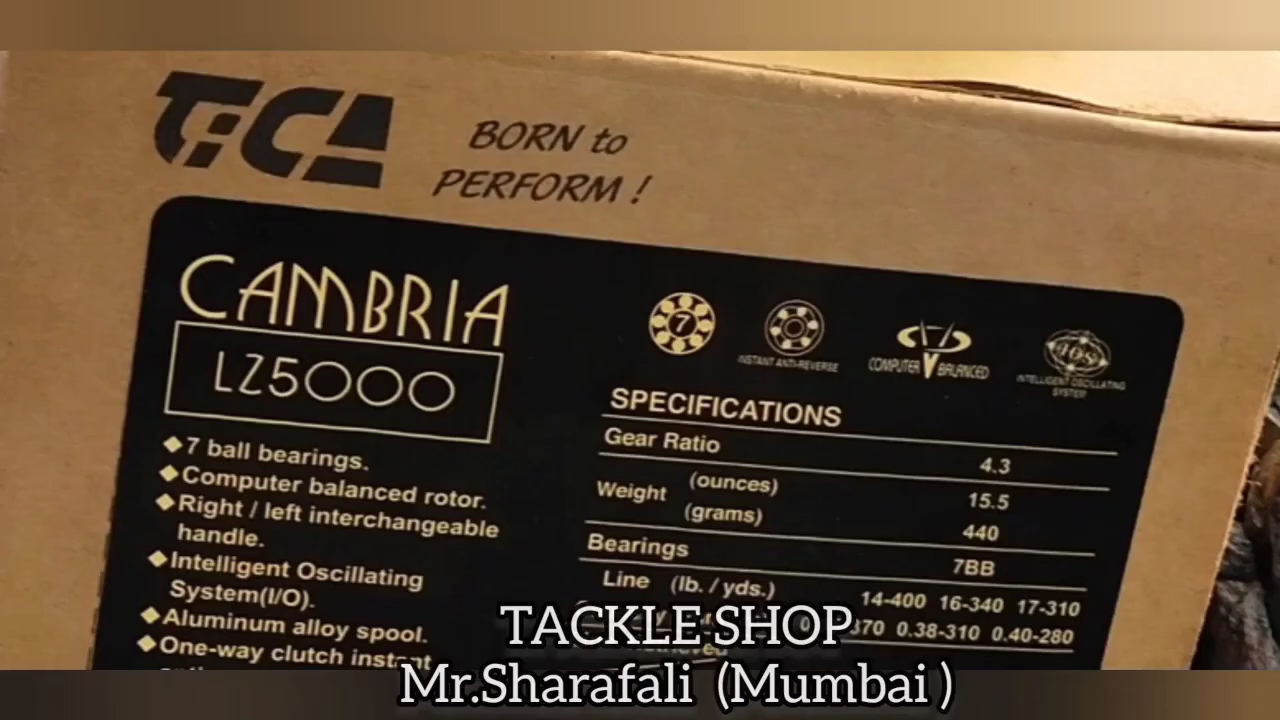 TICA
BORN to
PERFORM !
CAMBRIA
LZ5000
◆7 ball bearings.
◆Computer balanced rotor.
◆Right / left interchangeable
handle.
◆Intelligent Oscillating
System(I/O).
◆Aluminum alloy spool.
◆One-way clutch instant
7
INSTANT ANTI-REVERSE
COMPUTER BALANCED
IOS
INTELLIGENT OSCILLATING
SYSTEM
SPECIFICATIONS
Gear Ratio 4.3
Weight (ounces) 15.5
(grams) 440
Bearings 7BB
Line (lb. / yds.) 14-400 16-340 17-310
370 0.38-310 0.40-280
TACKLE SHOP
Mr.Sharafali (Mumbai )